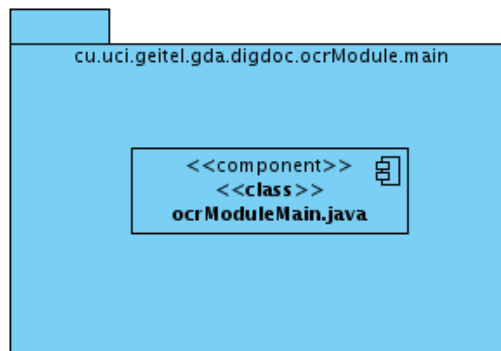 cu.uci.geitel.gda.digdoc.ocrModule.main
<<component>>
<<class>>
ocrModuleMain.java